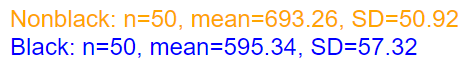 Nonblack: n=50, mean=693.26, SD=50.92
Black: n=50, mean=595.34, SD=57.32